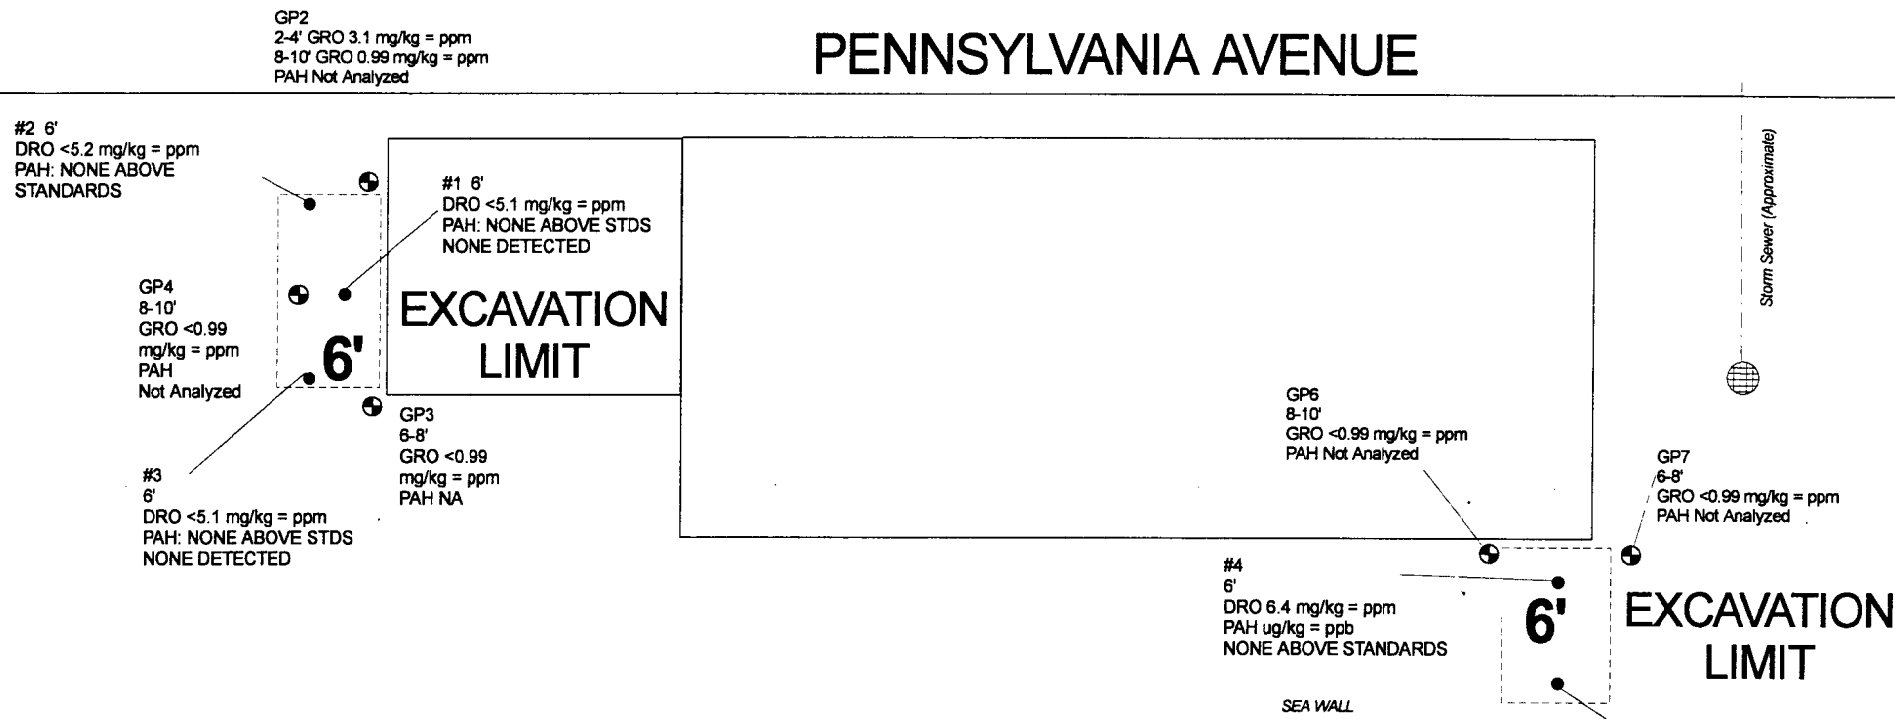 GP2
2-4' GRO 3.1 mg/kg = ppm
8-10' GRO 0.99 mg/kg = ppm
PAH Not Analyzed
PENNSYLVANIA AVENUE
#2 6'
DRO <5.2 mg/kg = ppm
PAH: NONE ABOVE
STANDARDS
#1 6'
DRO <5.1 mg/kg = ppm
PAH: NONE ABOVE STDS
NONE DETECTED
Storm Sewer (Approximate)
GP4
8-10'
GRO <0.99
mg/kg = ppm
PAH
Not Analyzed
6'
EXCAVATION
LIMIT
GP3
6-8'
GRO <0.99
mg/kg = ppm
PAH NA
#3
6'
DRO <5.1 mg/kg = ppm
PAH: NONE ABOVE STDS
NONE DETECTED
GP6
8-10'
GRO <0.99 mg/kg = ppm
PAH Not Analyzed
GP7
6-8'
GRO <0.99 mg/kg = ppm
PAH Not Analyzed
#4
6'
DRO 6.4 mg/kg = ppm
PAH ug/kg = ppb
NONE ABOVE STANDARDS
6'
EXCAVATION
LIMIT
SEA WALL